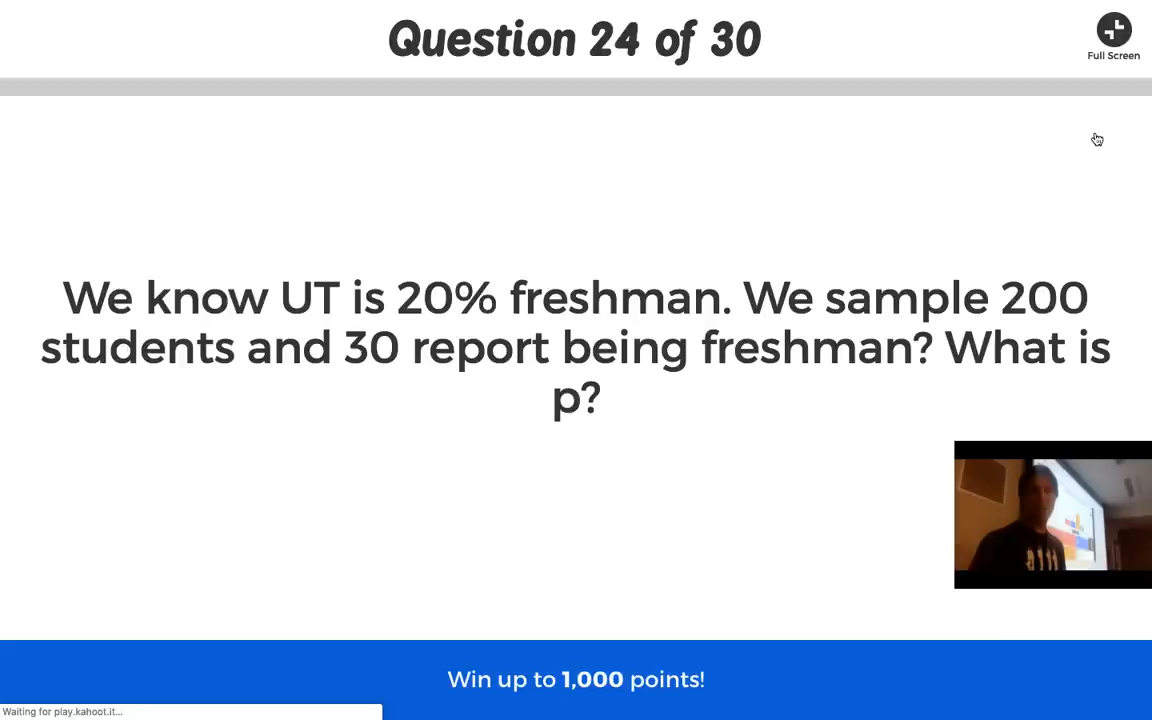 Question 24 of 30
Full Screen
We know UT is 20% freshman. We sample 200
students and 30 report being freshman? What is
p?
Win up to 1,000 points!
Waiting for play.kahoot.it...